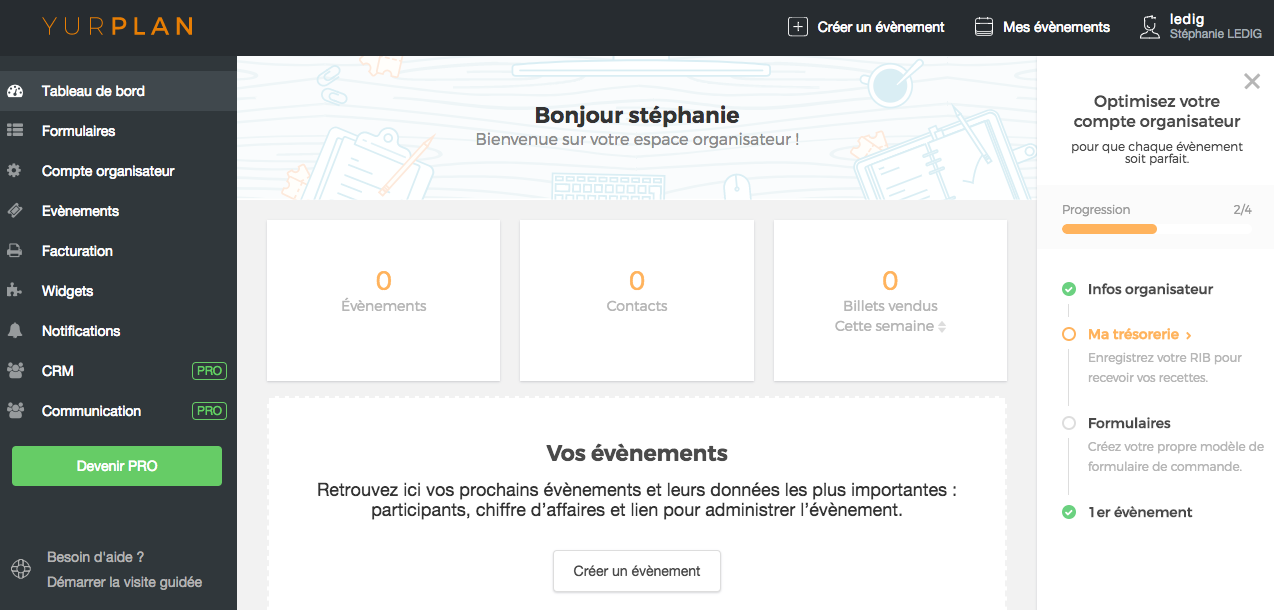 YURPLAN
Créer un évènement
Mes évènements
ledig
Stéphanie LEDIG
Tableau de bord
Formulaires
Compte organisateur
Evènements
Facturation
Widgets
Notifications
CRM PRO
Communication PRO
Devenir PRO
Besoin d'aide ?
Démarrer la visite guidée
Bonjour stéphanie
Bienvenue sur votre espace organisateur !
0
Évènements
0
Contacts
0
Billets vendus
Cette semaine
Vos évènements
Retrouvez ici vos prochains évènements et leurs données les plus importantes :
participants, chiffre d’affaires et lien pour administrer l’évènement.
Créer un évènement
Optimisez votre
compte organisateur
pour que chaque évènement
soit parfait.
Progression 2/4
Infos organisateur
Ma trésorerie ›
Enregistrez votre RIB pour
recevoir vos recettes.
Formulaires
Créez votre propre modèle de
formulaire de commande.
1er évènement